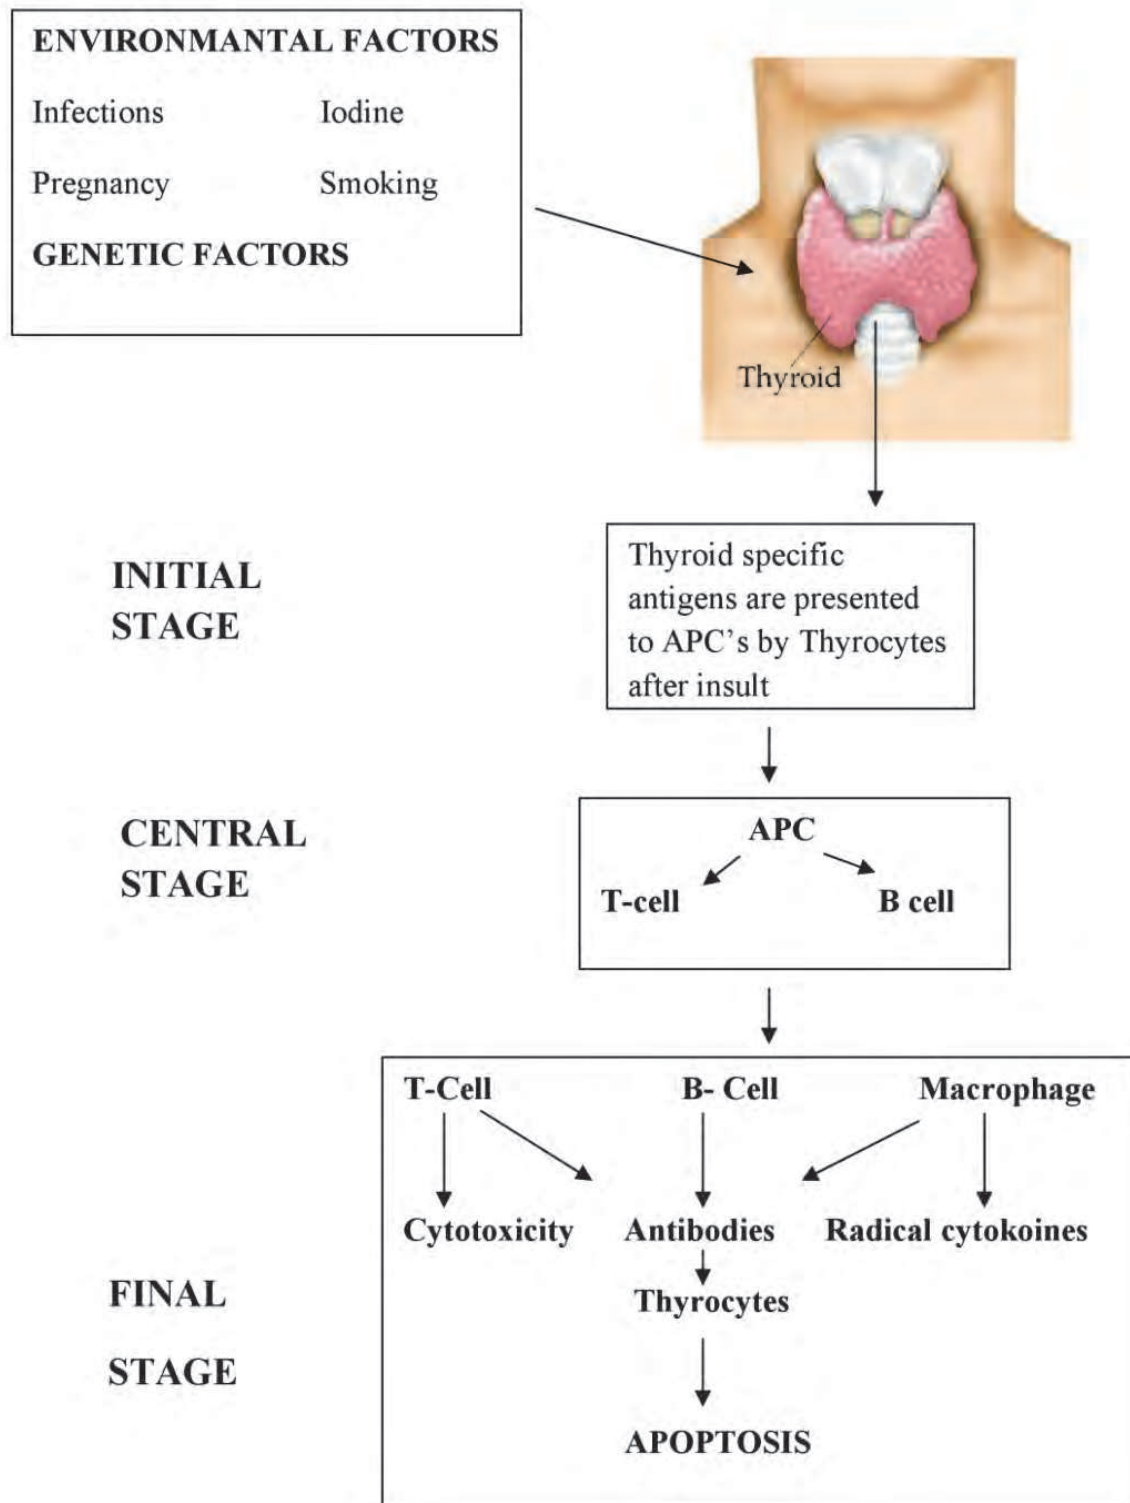 ENVIRONMANTAL FACTORS
Infections Iodine
Pregnancy Smoking
GENETIC FACTORS
Thyroid
INITIAL
STAGE
Thyroid specific
antigens are presented
to APC's by Thyrocytes
after insult
CENTRAL
STAGE
APC
T-cell B cell
T-Cell B- Cell Macrophage
Cytotoxicity Antibodies Radical cytokoines
FINAL
STAGE
Thyrocytes
APOPTOSIS